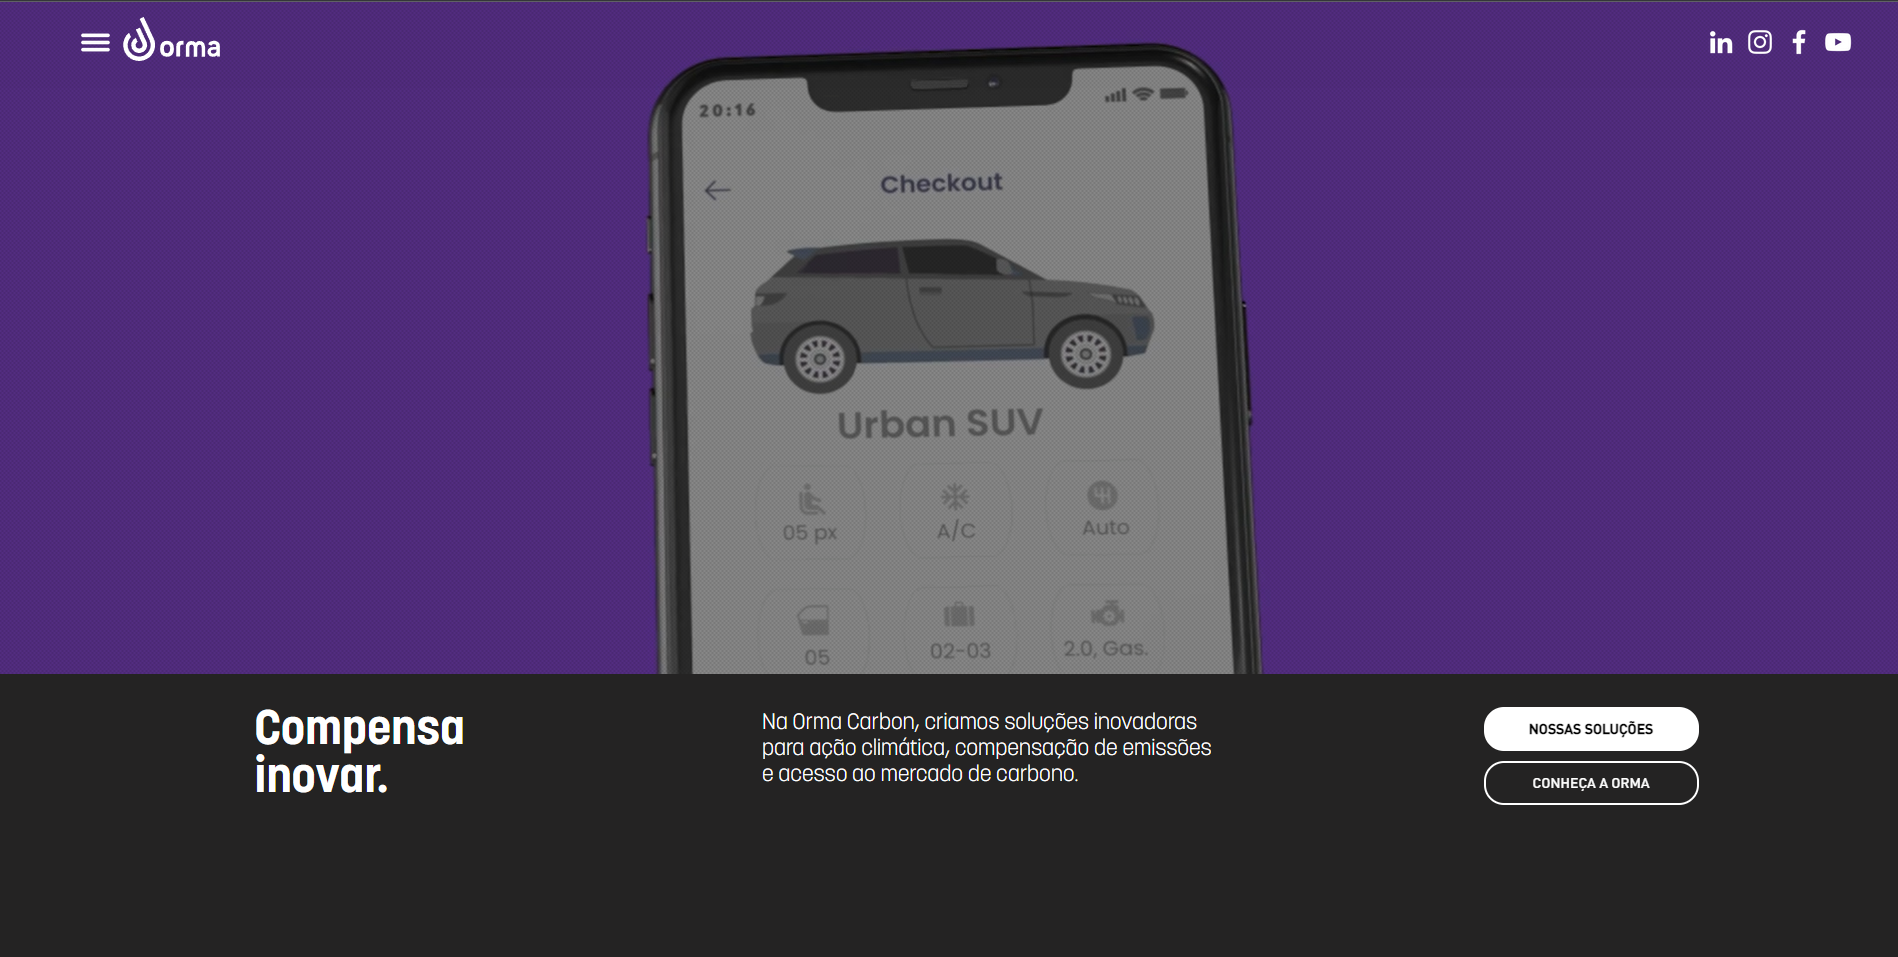 orma
20:16
Checkout
Urban SUV
05 px
A/C
Auto
05
02-03
2.0, Gas.
Compensa
inovar.
Na Orma Carbon, criamos soluções inovadoras
para ação climática, compensação de emissões
e acesso ao mercado de carbono.
NOSSAS SOLUÇÕES
CONHEÇA A ORMA